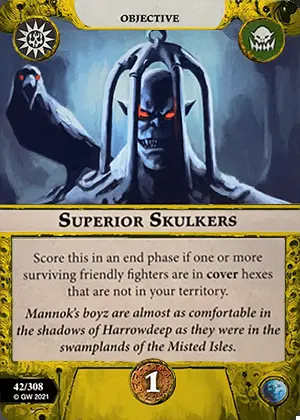 OBJECTIVE
SUPERIOR SKULKERS
Score this in an end phase if one or more
surviving friendly fighters are in cover hexes
that are not in your territory.
Mannok's boyz are almost as comfortable in
the shadows of Harrowdeep as they were in the
swamplands of the Misted Isles.
42/308
© GW 2021
1